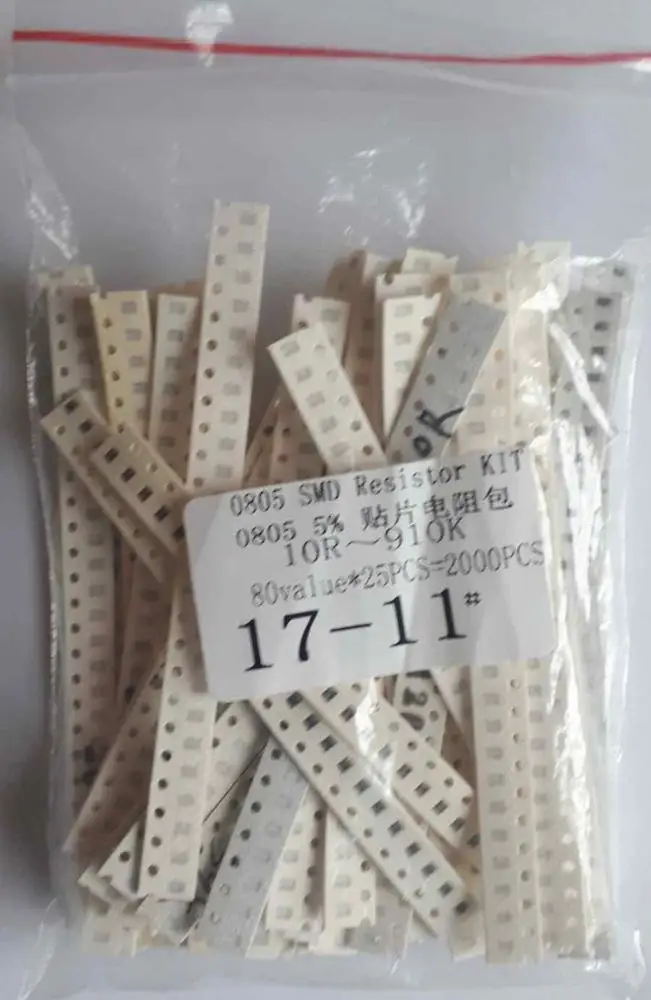 0805 SMD Resistor KIT
0805 5% 贴片电阻包
10R～910K
80value*25PCS=2000PCS
17-11#